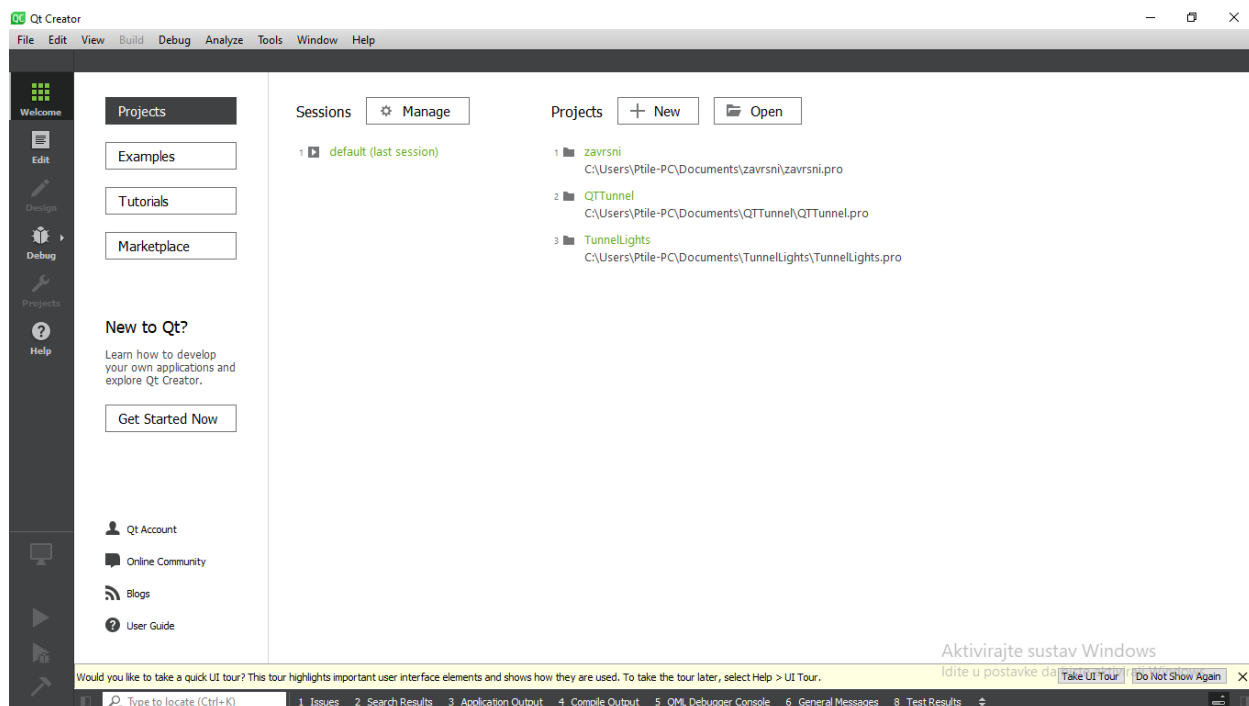 QC Qt Creator
File Edit View Build Debug Analyze Tools Window Help
Welcome
Edit
Design
Debug
Projects
Help
Projects
Examples
Tutorials
Marketplace
New to Qt?
Learn how to develop
your own applications and
explore Qt Creator.
Get Started Now
Qt Account
Online Community
Blogs
User Guide
Sessions Manage
1 default (last session)
Projects New Open
1 zavrsni
C:\Users\Ptile-PC\Documents\zavrsni\zavrsni.pro
2 QTTunnel
C:\Users\Ptile-PC\Documents\QTTunnel\QTTunnel.pro
3 TunnelLights
C:\Users\Ptile-PC\Documents\TunnelLights\TunnelLights.pro
Aktivirajte sustav Windows
Idite u postavke da biste aktivirali Windows.
Would you like to take a quick UI tour? This tour highlights important user interface elements and shows how they are used. To take the tour later, select Help > UI Tour. Take UI Tour Do Not Show Again
Type to locate (Ctrl+K) 1 Issues 2 Search Results 3 Application Output 4 Compile Output 5 QML Debugger Console 6 General Messages 8 Test Results